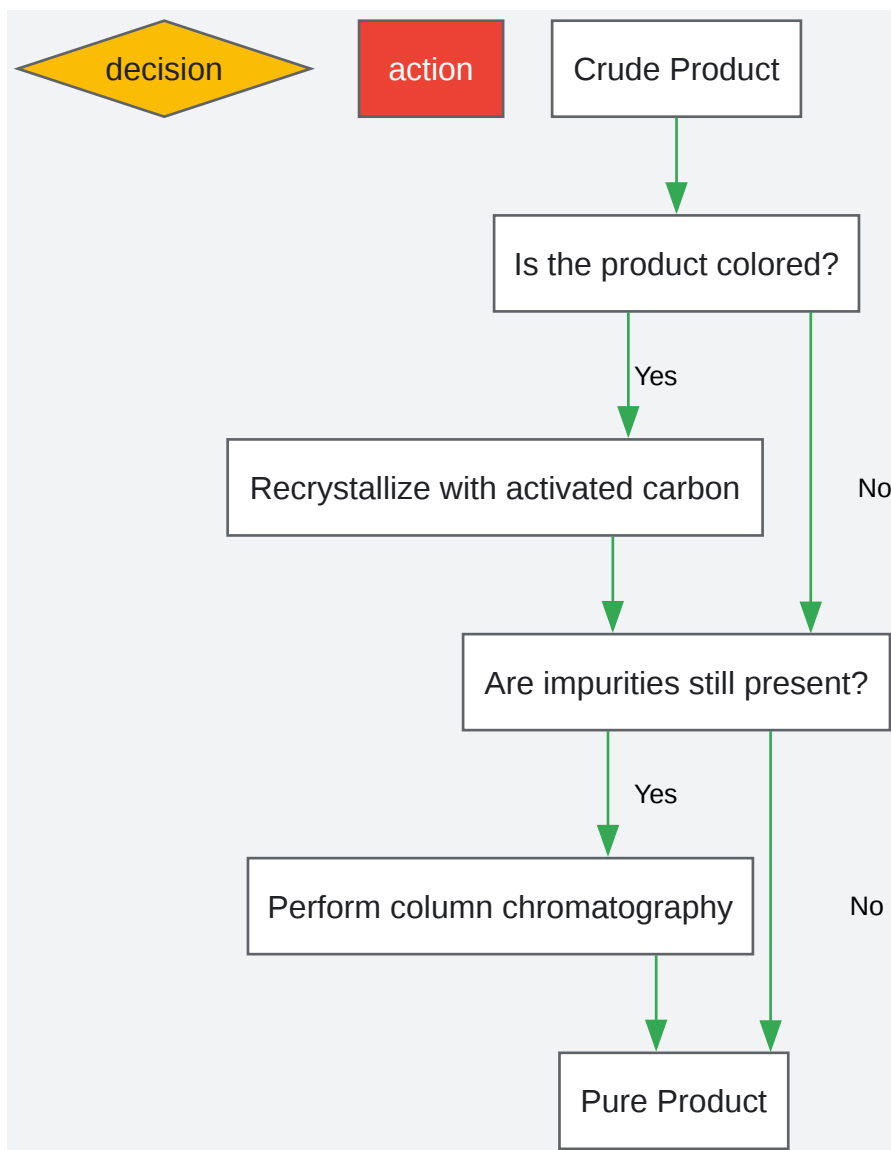 decision
action
Crude Product
Is the product colored?
Yes
Recrystallize with activated carbon
No
Are impurities still present?
Yes
Perform column chromatography
No
Pure Product